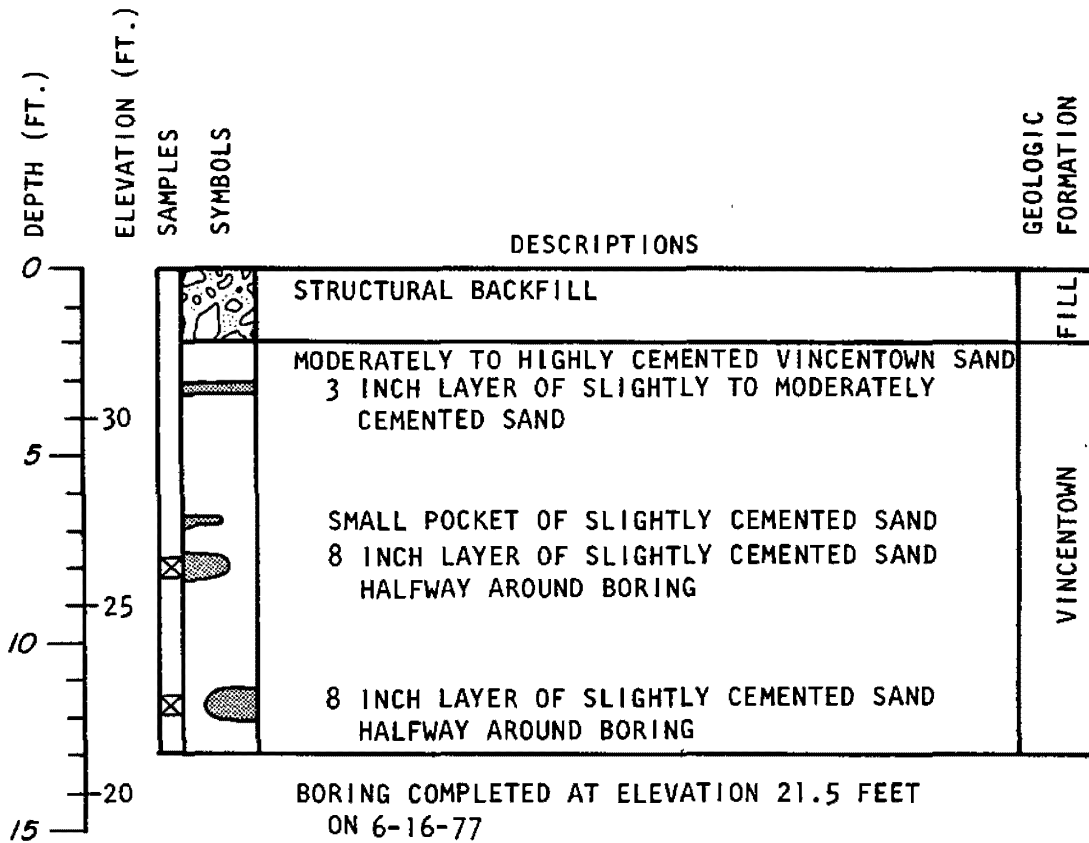 DEPTH (FT.)
ELEVATION (FT.)
SAMPLES
SYMBOLS
DESCRIPTIONS
GEOLOGIC
FORMATION
0
STRUCTURAL BACKFILL
FILL
MODERATELY TO HIGHLY CEMENTED VINCENTOWN SAND
3 INCH LAYER OF SLIGHTLY TO MODERATELY
CEMENTED SAND
30
5
SMALL POCKET OF SLIGHTLY CEMENTED SAND
8 INCH LAYER OF SLIGHTLY CEMENTED SAND
HALFWAY AROUND BORING
VINCENTOWN
25
10
8 INCH LAYER OF SLIGHTLY CEMENTED SAND
HALFWAY AROUND BORING
20
BORING COMPLETED AT ELEVATION 21.5 FEET
ON 6-16-77
15